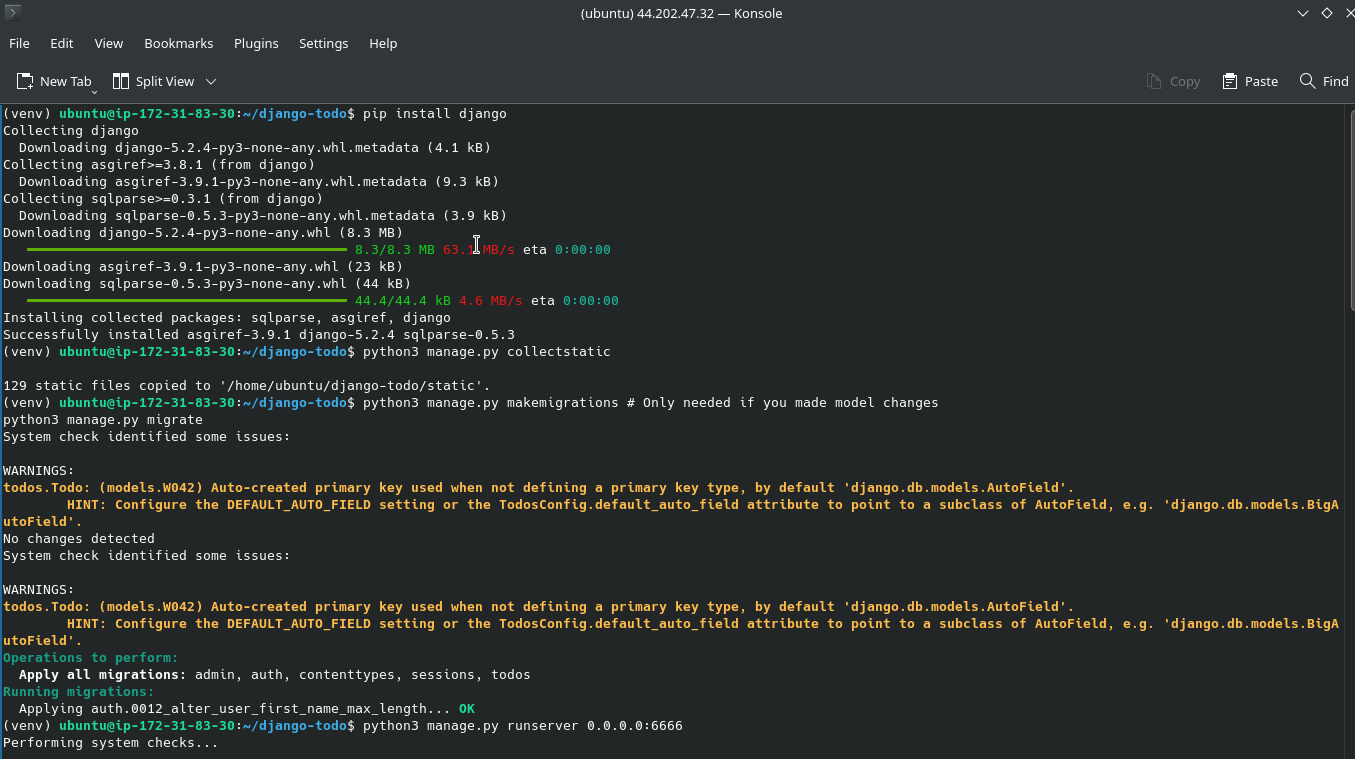 (ubuntu) 44.202.47.32 — Konsole
File Edit View Bookmarks Plugins Settings Help
New Tab Split View Copy Paste Find
(venv) ubuntu@ip-172-31-83-30:~/django-todo$ pip install django
Collecting django
  Downloading django-5.2.4-py3-none-any.whl.metadata (4.1 kB)
Collecting asgiref>=3.8.1 (from django)
  Downloading asgiref-3.9.1-py3-none-any.whl.metadata (9.3 kB)
Collecting sqlparse>=0.3.1 (from django)
  Downloading sqlparse-0.5.3-py3-none-any.whl.metadata (3.9 kB)
Downloading django-5.2.4-py3-none-any.whl (8.3 MB)
8.3/8.3 MB 63.1 MB/s eta 0:00:00
Downloading asgiref-3.9.1-py3-none-any.whl (23 kB)
Downloading sqlparse-0.5.3-py3-none-any.whl (44 kB)
44.4/44.4 kB 4.6 MB/s eta 0:00:00
Installing collected packages: sqlparse, asgiref, django
Successfully installed asgiref-3.9.1 django-5.2.4 sqlparse-0.5.3
(venv) ubuntu@ip-172-31-83-30:~/django-todo$ python3 manage.py collectstatic
129 static files copied to '/home/ubuntu/django-todo/static'.
(venv) ubuntu@ip-172-31-83-30:~/django-todo$ python3 manage.py makemigrations # Only needed if you made model changes
python3 manage.py migrate
System check identified some issues:
WARNINGS:
todos.Todo: (models.W042) Auto-created primary key used when not defining a primary key type, by default 'django.db.models.AutoField'.
        HINT: Configure the DEFAULT_AUTO_FIELD setting or the TodosConfig.default_auto_field attribute to point to a subclass of AutoField, e.g. 'django.db.models.BigA
utoField'.
No changes detected
System check identified some issues:
WARNINGS:
todos.Todo: (models.W042) Auto-created primary key used when not defining a primary key type, by default 'django.db.models.AutoField'.
        HINT: Configure the DEFAULT_AUTO_FIELD setting or the TodosConfig.default_auto_field attribute to point to a subclass of AutoField, e.g. 'django.db.models.BigA
utoField'.
Operations to perform:
  Apply all migrations: admin, auth, contenttypes, sessions, todos
Running migrations:
  Applying auth.0012_alter_user_first_name_max_length... OK
(venv) ubuntu@ip-172-31-83-30:~/django-todo$ python3 manage.py runserver 0.0.0.0:6666
Performing system checks...